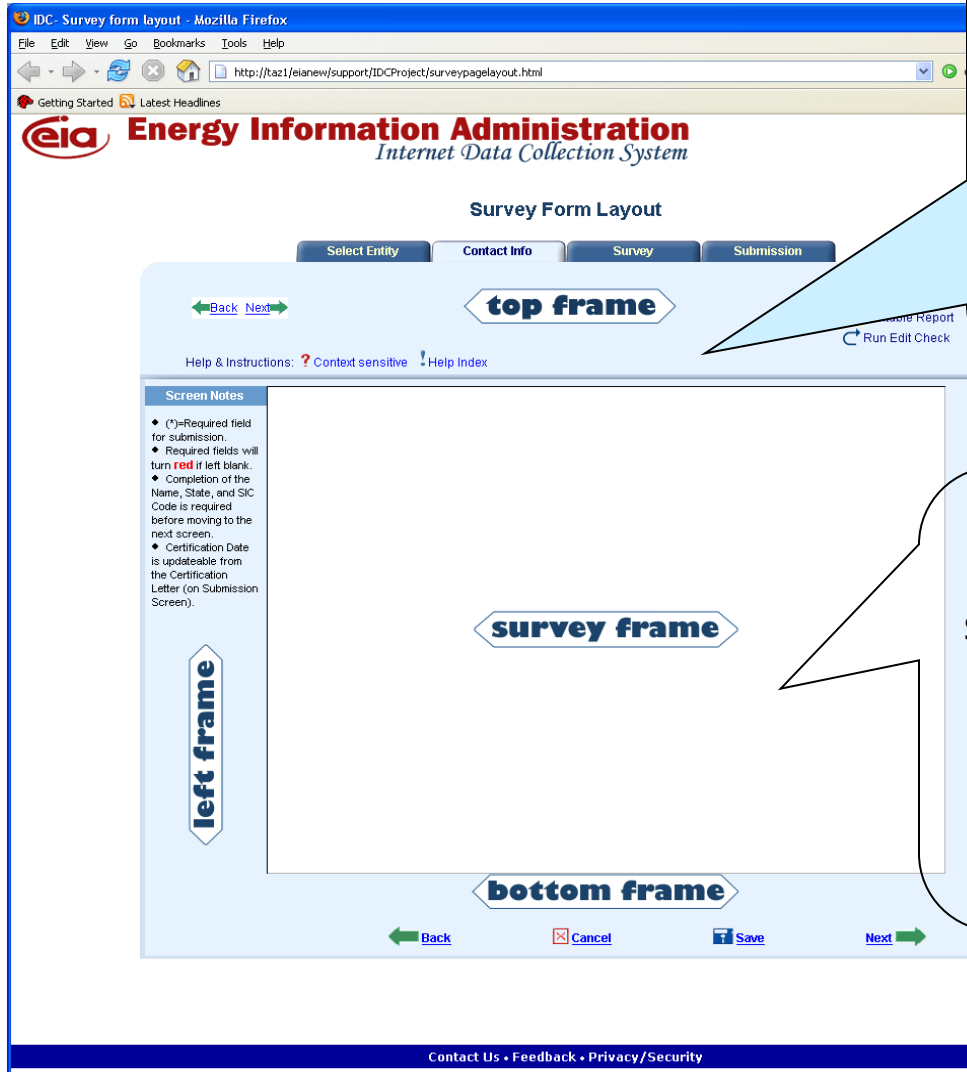 IDC- Survey form layout - Mozilla Firefox
File Edit View Go Bookmarks Tools Help
http://taz1/eianew/support/IDCProject/surveypagelayout.html
Getting Started Latest Headlines
eia Energy Information Administration
Internet Data Collection System
Survey Form Layout
Select Entity Contact Info Survey Submission
Back Next
top frame
Report
Run Edit Check
Help & Instructions: ? Context sensitive ! Help Index
Screen Notes
♦ (*)=Required field
for submission.
♦ Required fields will
turn red if left blank.
♦ Completion of the
Name, State, and SIC
Code is required
before moving to the
next screen.
♦ Certification Date
is updateable from
the Certification
Letter (on Submission
Screen).
survey frame
left frame
bottom frame
Back Cancel Save Next
Contact Us • Feedback • Privacy/Security